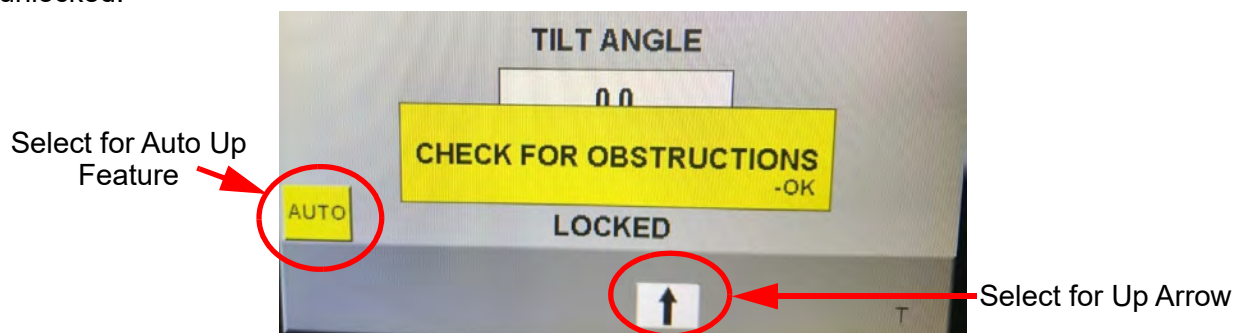 unlocked.
TILT ANGLE
0.0
CHECK FOR OBSTRUCTIONS
-OK
Select for Auto Up
Feature
AUTO
LOCKED
Select for Up Arrow
T